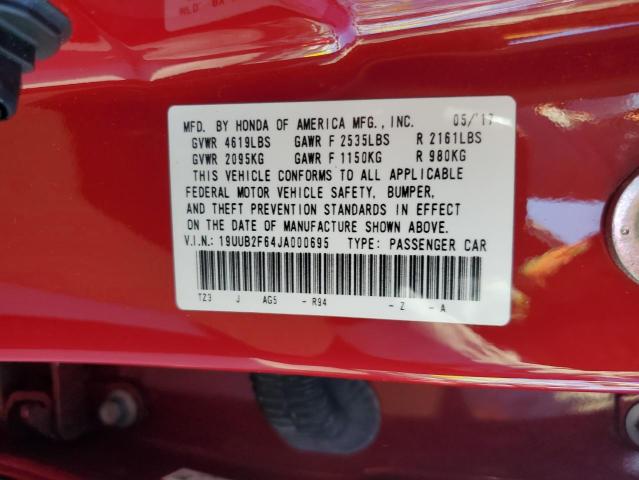 MFD. BY HONDA OF AMERICA MFG., INC. 05/'17
GVWR 4619LBS GAWR F 2535LBS R 2161LBS
GVWR 2095KG GAWR F 1150KG R 980KG
THIS VEHICLE CONFORMS TO ALL APPLICABLE
FEDERAL MOTOR VEHICLE SAFETY, BUMPER,
AND THEFT PREVENTION STANDARDS IN EFFECT
ON THE DATE OF MANUFACTURE SHOWN ABOVE.
V.I.N.: 19UUB2F64JA000695 TYPE: PASSENGER CAR
TZ3 J AG5 - R94 - Z - A